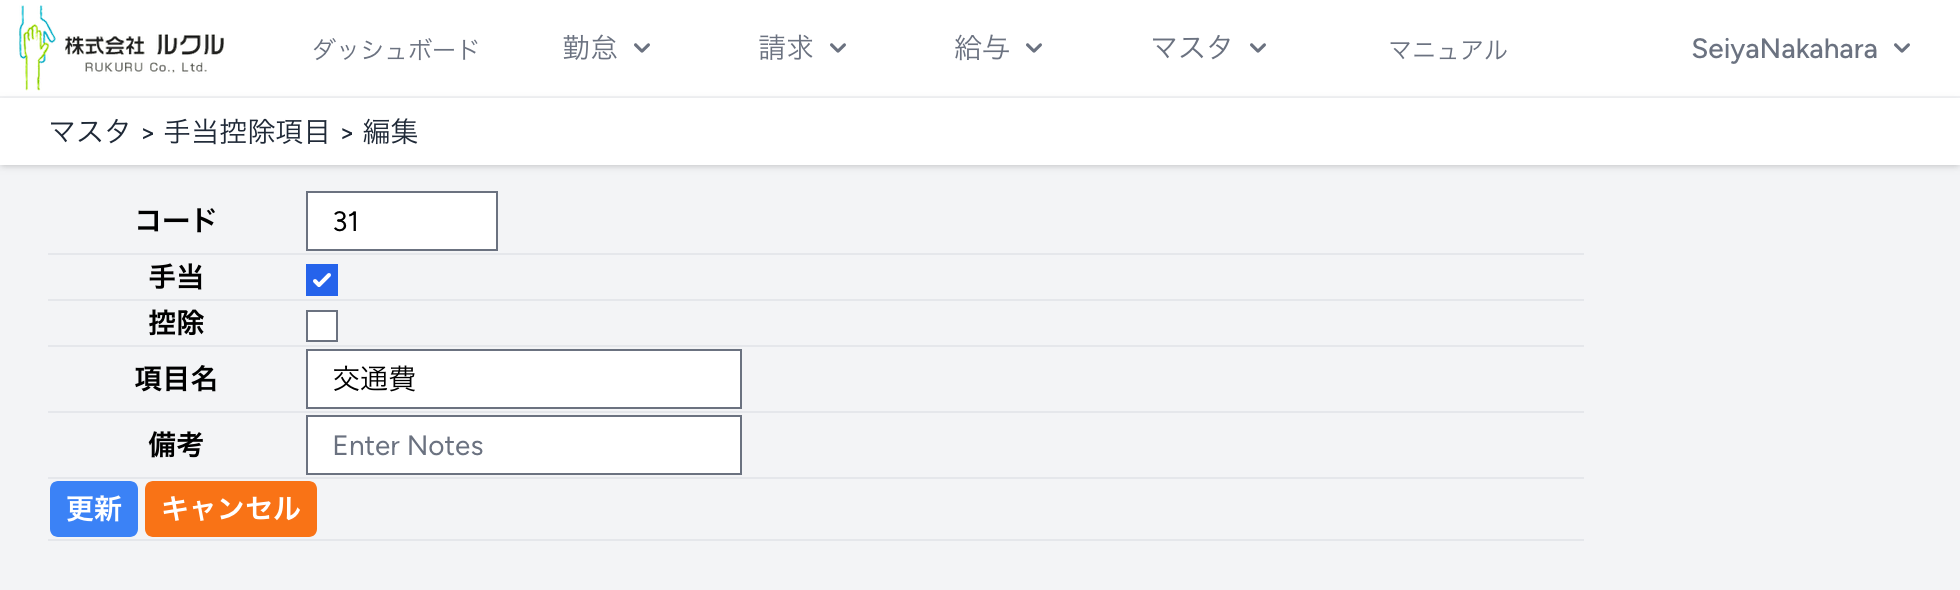 株式会社 ルクル
RUKURU Co., Ltd.
ダッシュボード 勤怠 請求 給与 マスタ マニュアル SeiyaNakahara
マスタ > 手当控除項目 > 編集
コード 31
手当
控除
項目名 交通費
備考 Enter Notes
更新 キャンセル